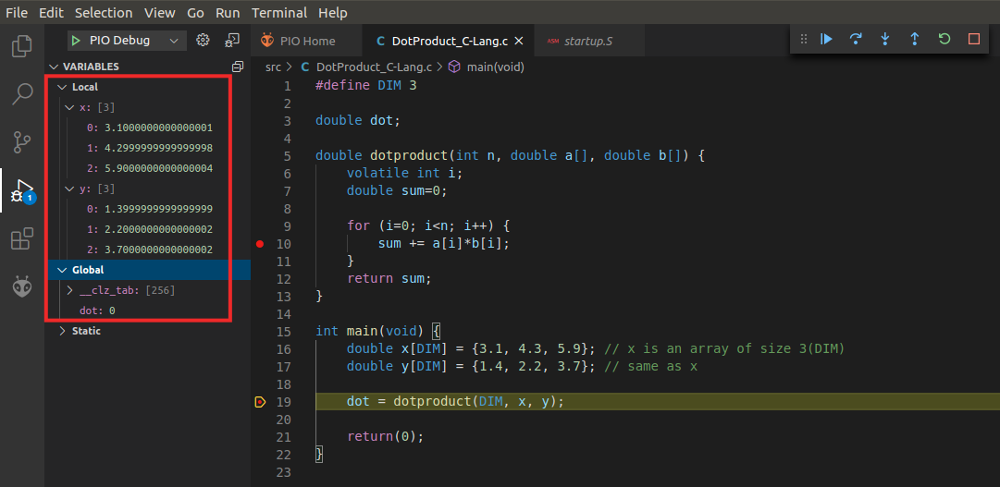 File Edit Selection View Go Run Terminal Help
PIO Debug
PIO Home
C DotProduct_C-Lang.c
ASM startup.S
VARIABLES
Local
x: [3]
0: 3.1000000000000001
1: 4.2999999999999998
2: 5.9000000000000004
y: [3]
0: 1.3999999999999999
1: 2.2000000000000002
2: 3.7000000000000002
Global
__clz_tab: [256]
dot: 0
Static
1
src > C DotProduct_C-Lang.c > main(void)
1 #define DIM 3
2
3 double dot;
4
5 double dotproduct(int n, double a[], double b[]) {
6 volatile int i;
7 double sum=0;
8
9 for (i=0; i<n; i++) {
10 sum += a[i]*b[i];
11 }
12 return sum;
13 }
14
15 int main(void) {
16 double x[DIM] = {3.1, 4.3, 5.9}; // x is an array of size 3(DIM)
17 double y[DIM] = {1.4, 2.2, 3.7}; // same as x
18
19 dot = dotproduct(DIM, x, y);
20
21 return(0);
22 }
23